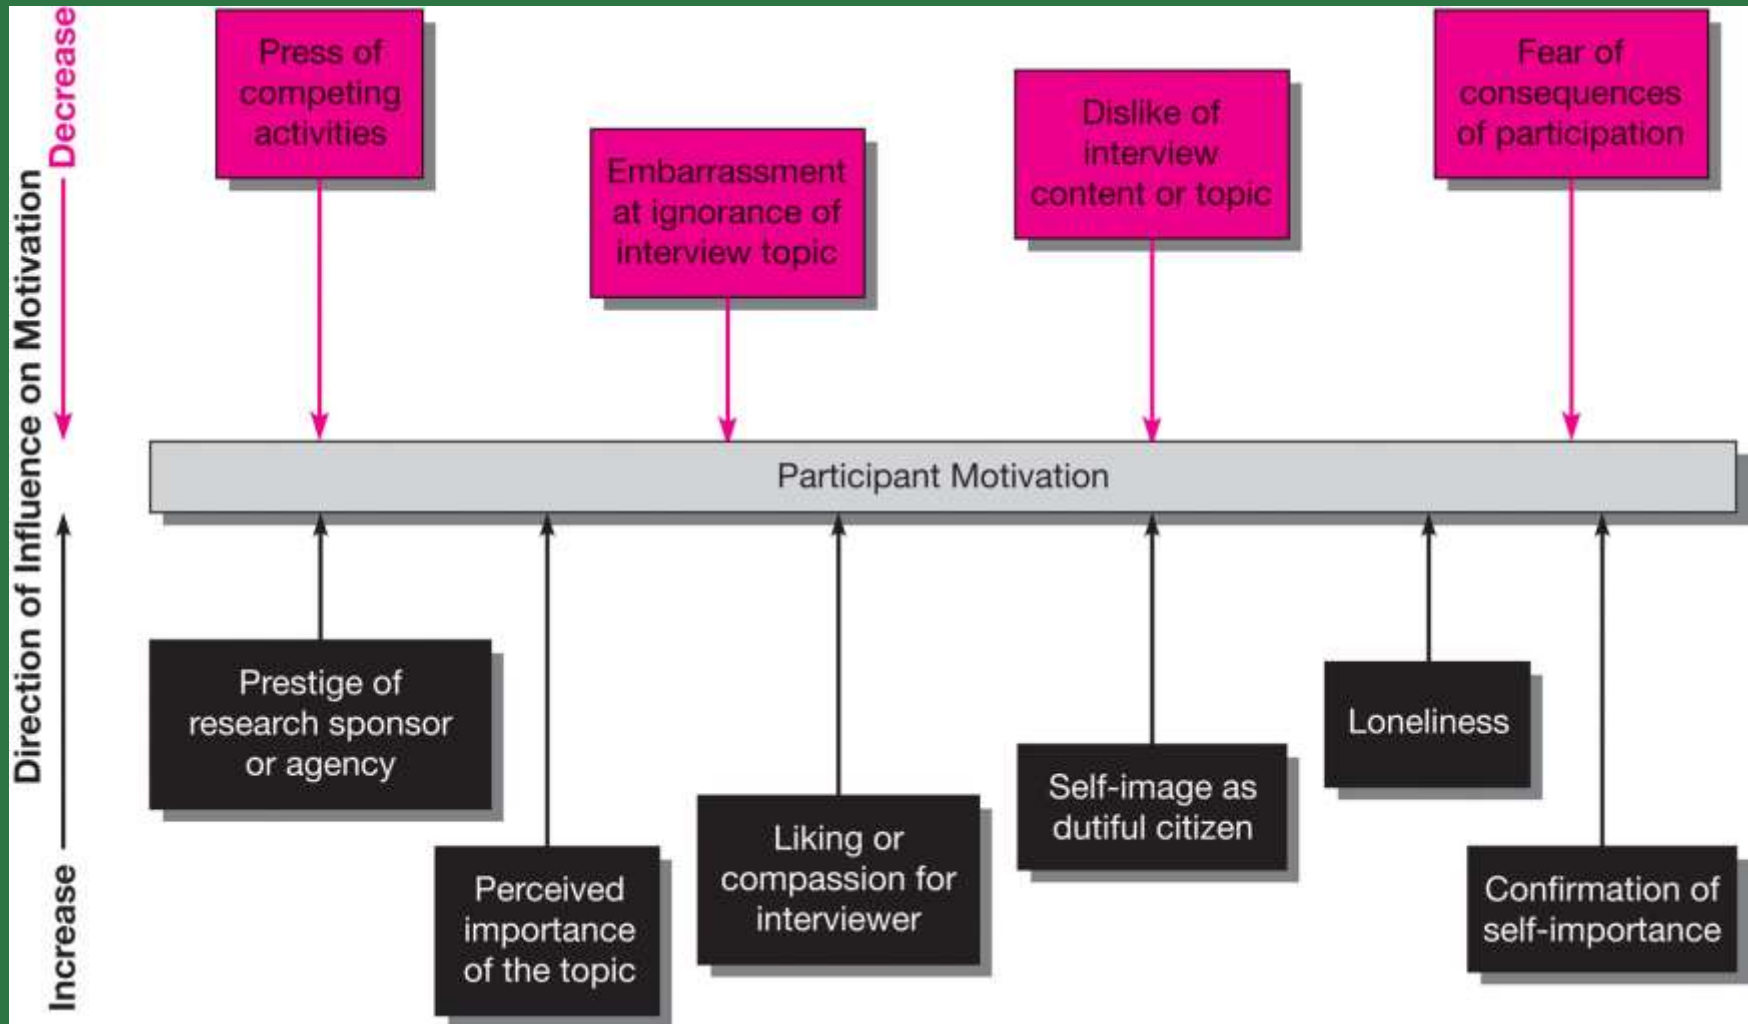 Direction of Influence on Motivation
Decrease
Increase
Press of
competing
activities
Embarrassment
at ignorance of
interview topic
Dislike of
interview
content or topic
Fear of
consequences
of participation
Participant Motivation
Prestige of
research sponsor
or agency
Perceived
importance
of the topic
Liking or
compassion for
interviewer
Self-image as
dutiful citizen
Loneliness
Confirmation of
self-importance